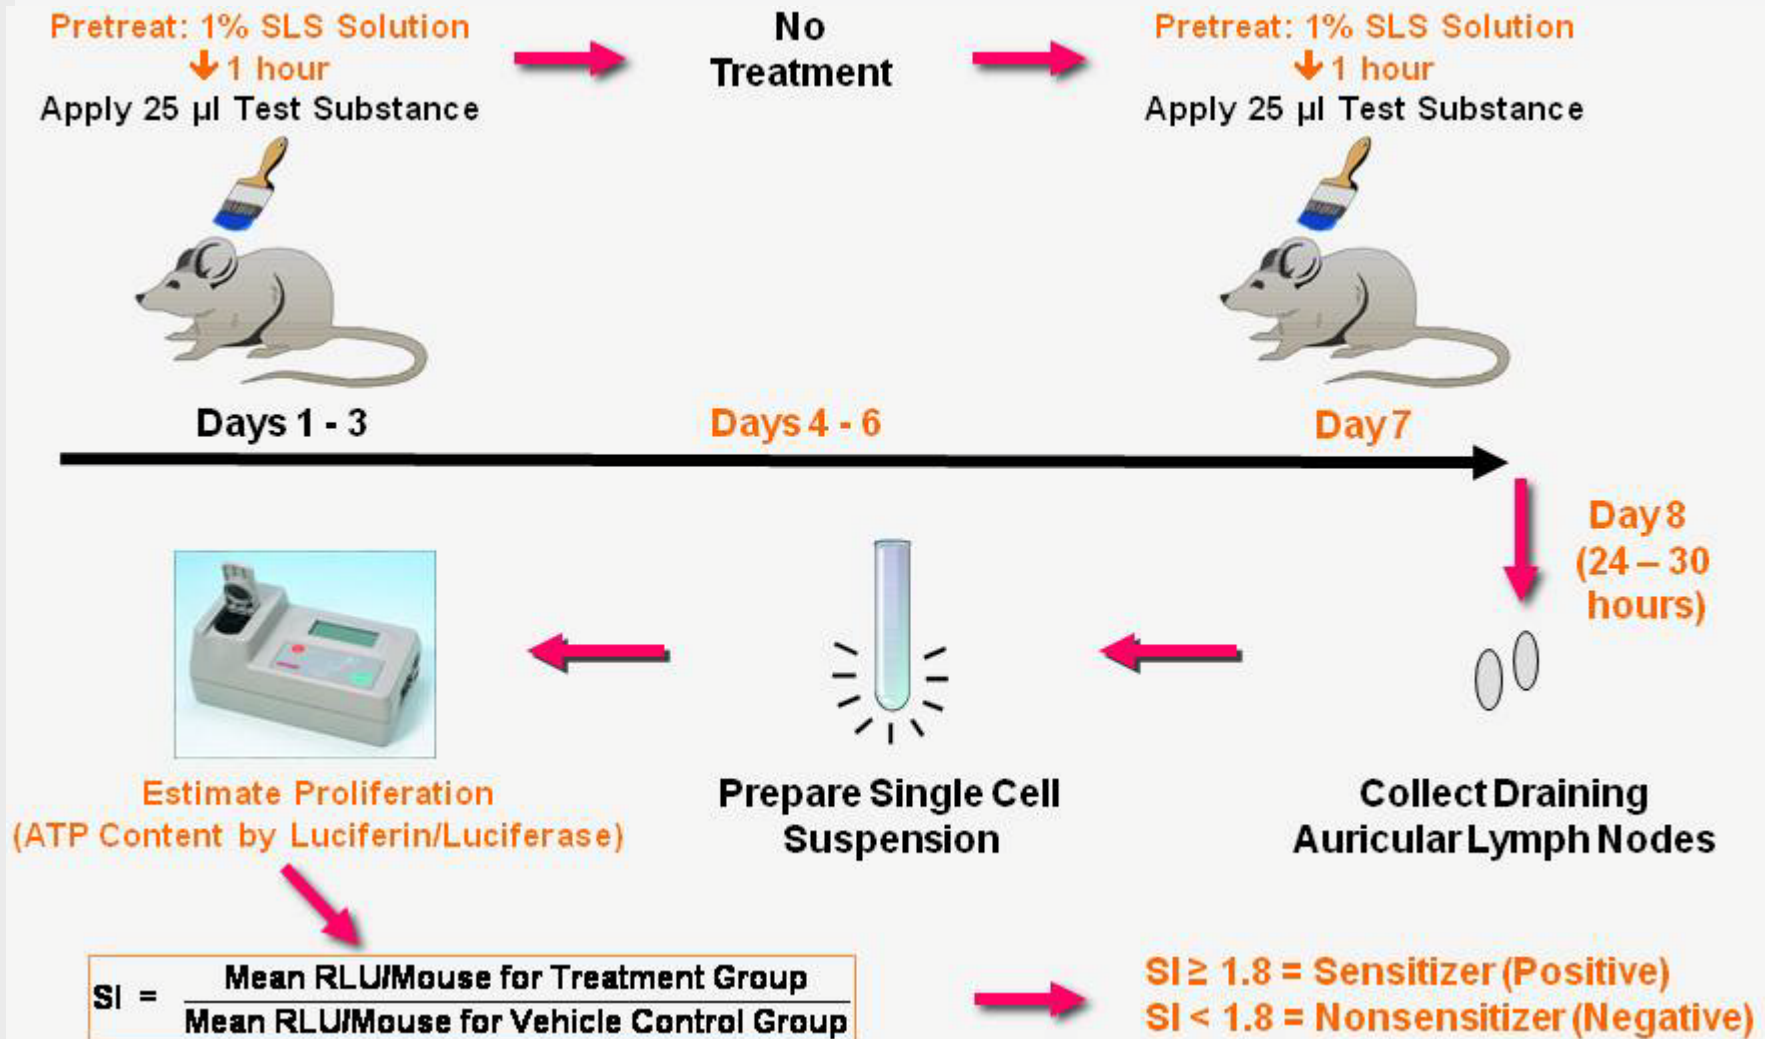 Pretreat: 1% SLS Solution
1 hour
Apply 25 µl Test Substance
No
Treatment
Pretreat: 1% SLS Solution
1 hour
Apply 25 µl Test Substance
Days 1 - 3
Days 4 - 6
Day 7
Day 8
(24 – 30
hours)
Estimate Proliferation
(ATP Content by Luciferin/Luciferase)
Prepare Single Cell
Suspension
Collect Draining
Auricular Lymph Nodes
SI = Mean RLU/Mouse for Treatment Group
Mean RLU/Mouse for Vehicle Control Group
SI ≥ 1.8 = Sensitizer (Positive)
SI < 1.8 = Nonsensitizer (Negative)